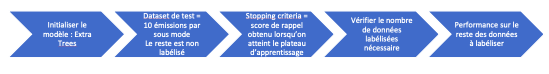 Initialiser le
modèle : Extra
Trees
Dataset de test =
10 émissions par
sous mode
Le reste est non
labélisé
Stopping criteria =
score de rappel
obtenu lorsqu'on
atteint le plateau
d'apprentissage
Vérifier le nombre
de données
labélisées
nécessaire
Performance sur le
reste des données
à labéliser